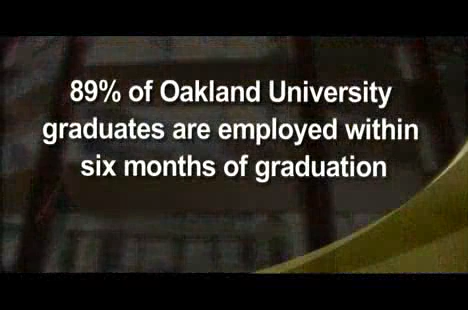 89% of Oakland University
graduates are employed within
six months of graduation